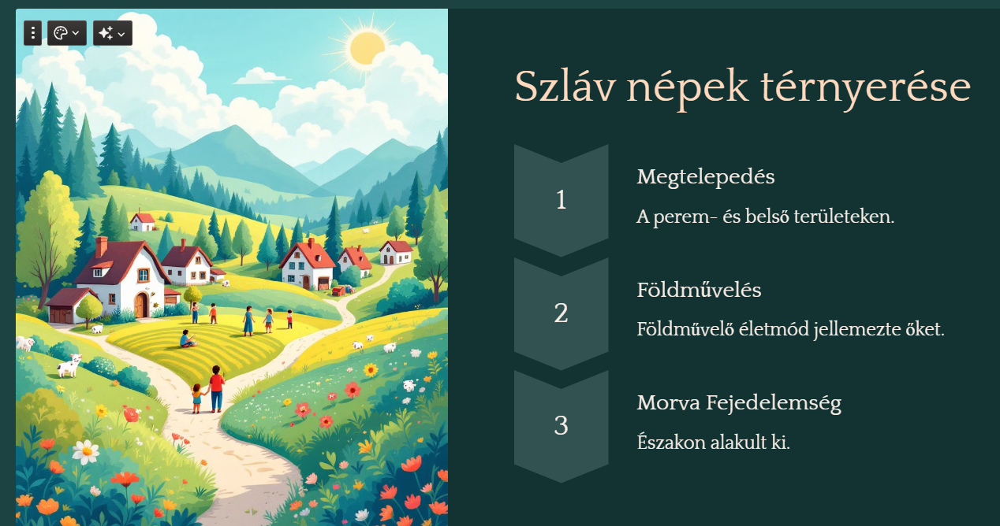 Szláv népek térnyerése
1
Megtelepedés
A perem- és belső területeken.
2
Földművelés
Földművelő életmód jellemezte őket.
3
Morva Fejedelemség
Északon alakult ki.